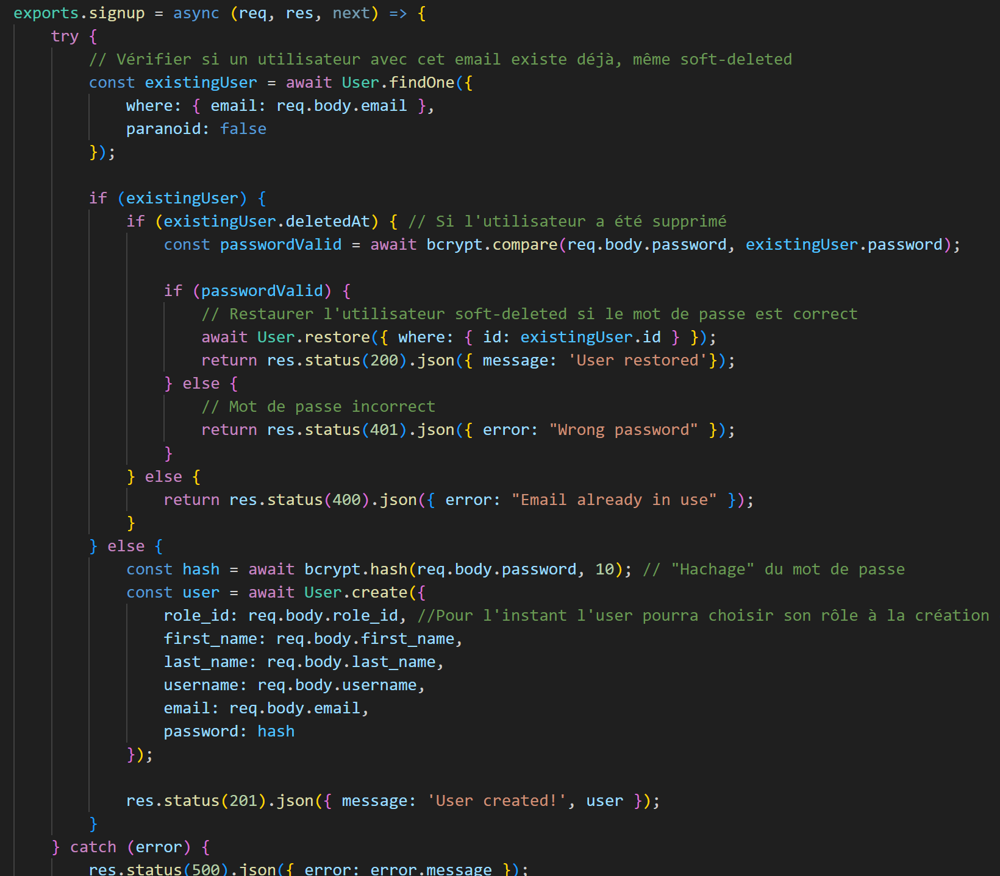 exports.signup = async (req, res, next) => {
    try {
        // Vérifier si un utilisateur avec cet email existe déjà, même soft-deleted
        const existingUser = await User.findOne({
            where: { email: req.body.email },
            paranoid: false
        });

        if (existingUser) {
            if (existingUser.deletedAt) { // Si l'utilisateur a été supprimé
                const passwordValid = await bcrypt.compare(req.body.password, existingUser.password);

                if (passwordValid) {
                    // Restaurer l'utilisateur soft-deleted si le mot de passe est correct
                    await User.restore({ where: { id: existingUser.id } });
                    return res.status(200).json({ message: 'User restored'});
                } else {
                    // Mot de passe incorrect
                    return res.status(401).json({ error: "Wrong password" });
                }
            } else {
                return res.status(400).json({ error: "Email already in use" });
            }
        } else {
            const hash = await bcrypt.hash(req.body.password, 10); // "Hachage" du mot de passe
            const user = await User.create({
                role_id: req.body.role_id, //Pour l'instant l'user pourra choisir son rôle à la création
                first_name: req.body.first_name,
                last_name: req.body.last_name,
                username: req.body.username,
                email: req.body.email,
                password: hash
            });

            res.status(201).json({ message: 'User created!', user });
        }
    } catch (error) {
        res.status(500).json({ error: error.message });